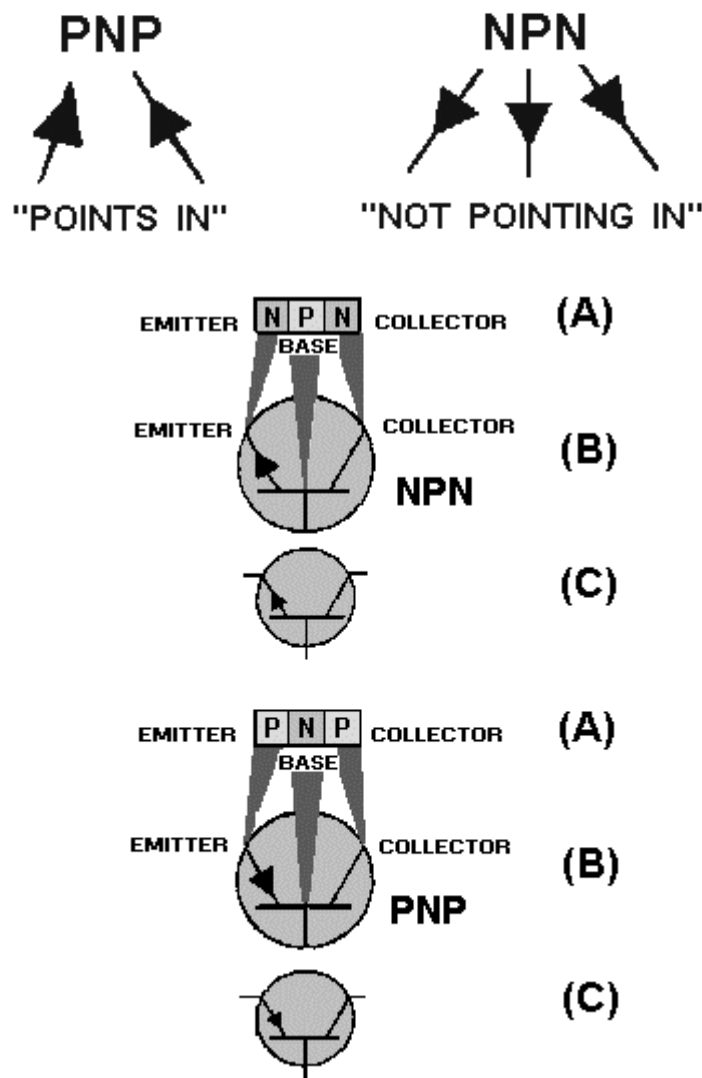 PNP
NPN
"POINTS IN"
"NOT POINTING IN"
EMITTER N P N COLLECTOR (A)
BASE
EMITTER COLLECTOR (B)
NPN
(C)
EMITTER P N P COLLECTOR (A)
BASE
EMITTER COLLECTOR (B)
PNP
(C)